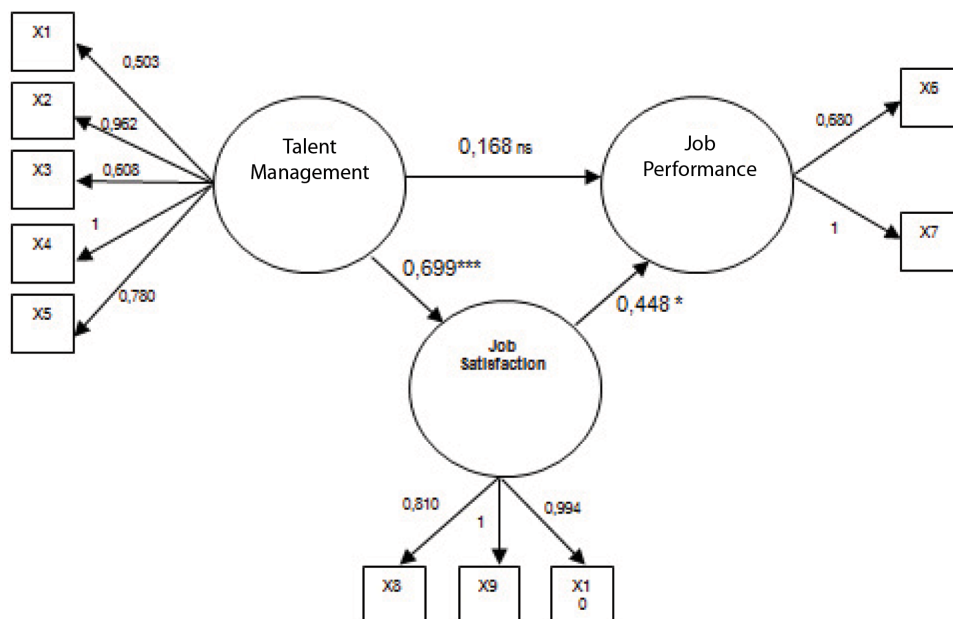 X1
0,503
X2
0,962
X3
0,608
X4
1
X5
0,780
Talent
Management
0,168 ns
Job
Performance
0,680
X6
1
X7
0,699***
0,448 *
Job
Satisfaction
0,810
1
0,994
X8
X9
X1
0